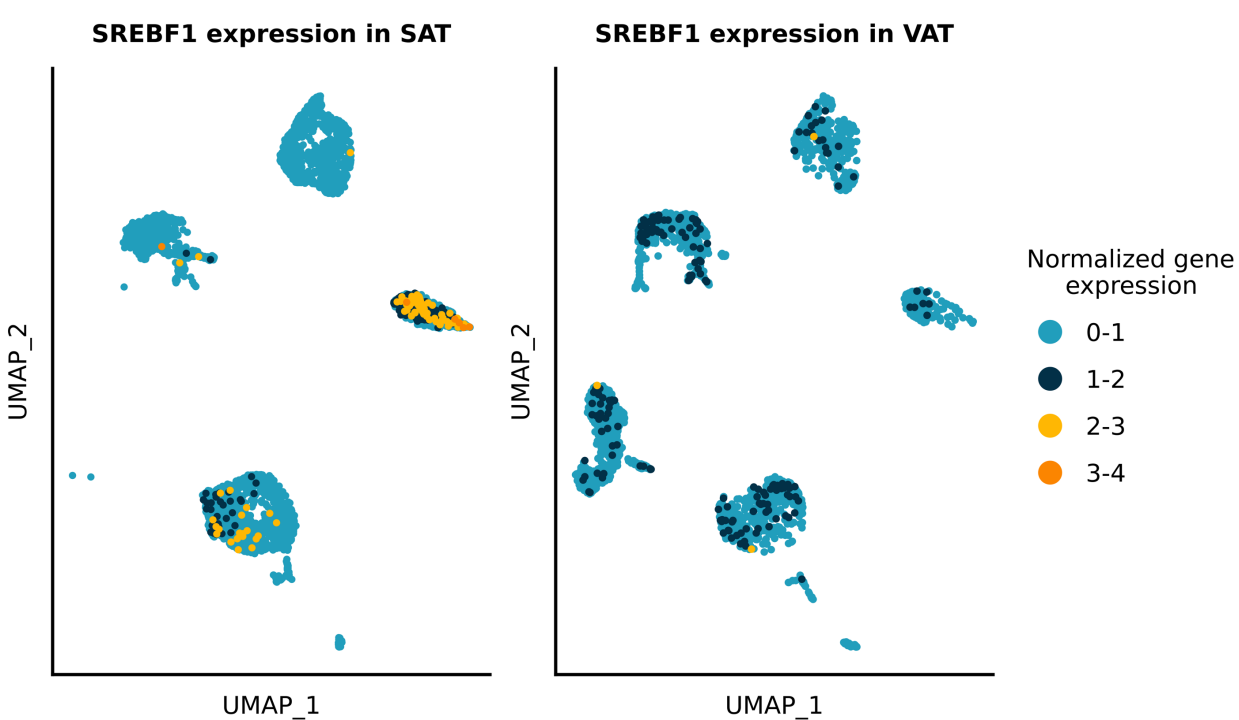 SREBF1 expression in SAT
SREBF1 expression in VAT
UMAP_2
UMAP_1
UMAP_2
UMAP_1
Normalized gene
expression
0-1
1-2
2-3
3-4